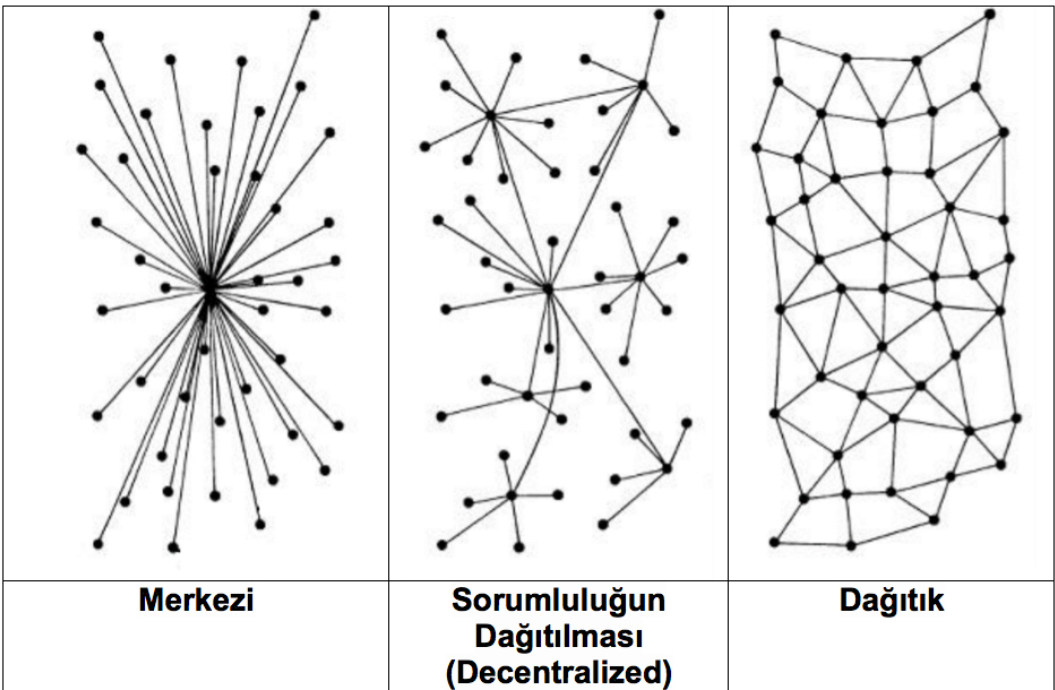 Merkezi
Sorumluluğun
Dağıtılması
(Decentralized)
Dağıtık